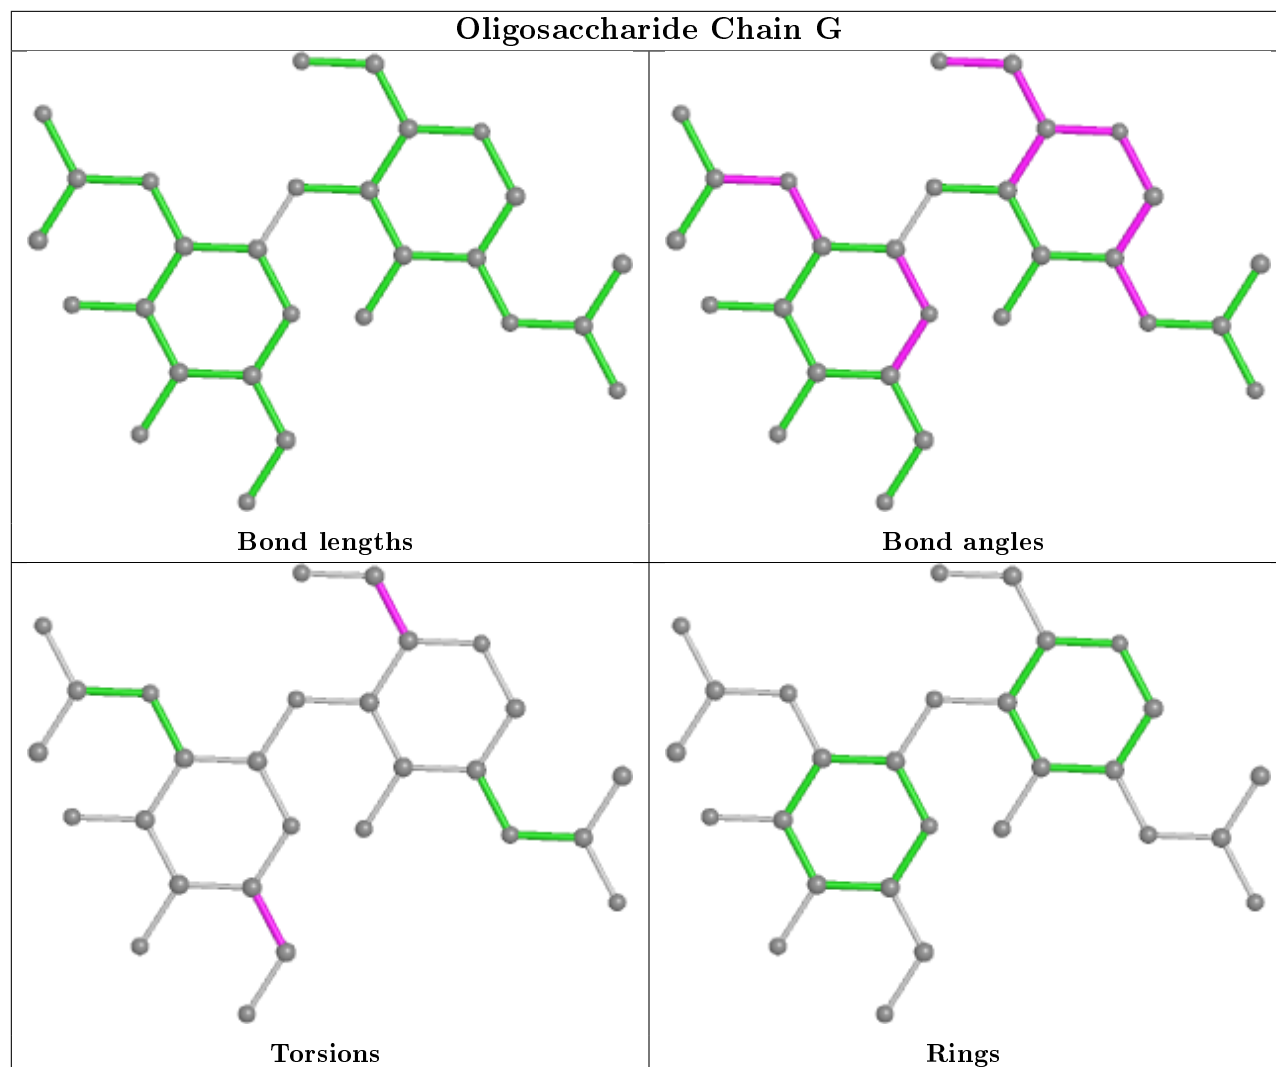 Oligosaccharide Chain G
Bond lengths
Bond angles
Torsions
Rings